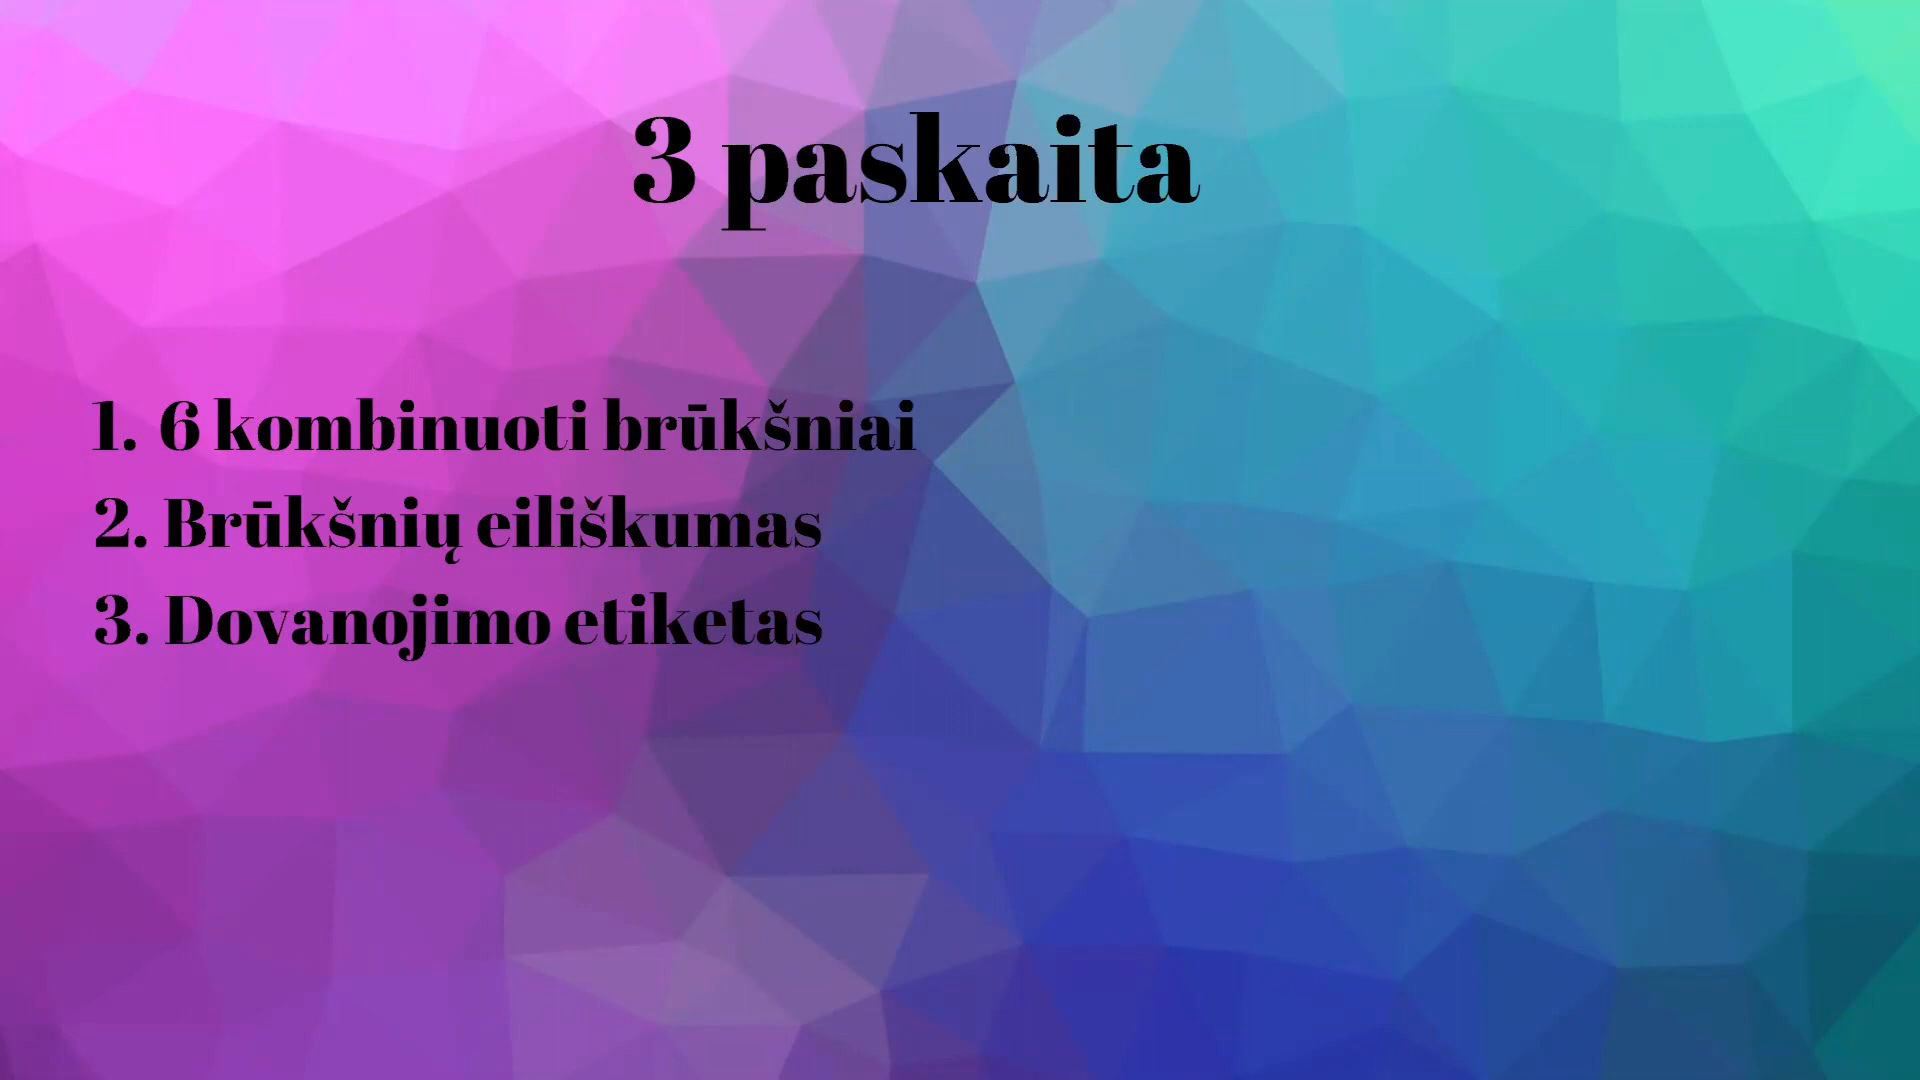 3 paskaita
1. 6 kombinuoti brūkšniai
2. Brūkšnių eiliškumas
3. Dovanojimo etiketas